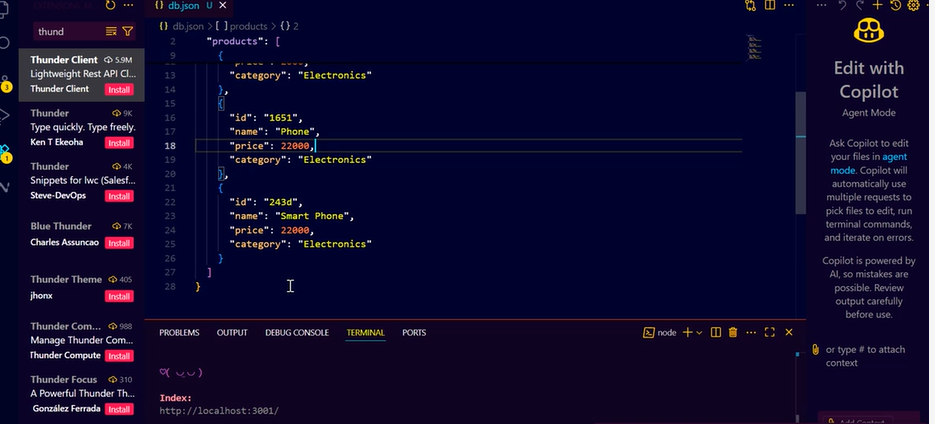 thund
Thunder Client 5.9M
Lightweight Rest API Cl...
Thunder Client Install
Thunder 9K
Type quickly. Type freely.
Ken T Ekeoha Install
Thunder 4K
Snippets for lwc (Salesf...
Steve-DevOps Install
Blue Thunder 7K
Charles Assuncao Install
Thunder Theme 405
jhonx Install
Thunder Com... 988
Manage Thunder Com...
Thunder Compute Install
Thunder Focus 310
A Powerful Thunder Th...
González Ferrada Install
3
1
{} db.json U
{} db.json > [ ] products > {} 2
2 "products": [
9 {
13 "category": "Electronics"
14 },
15 {
16 "id": "1651",
17 "name": "Phone",
18 "price": 22000,
19 "category": "Electronics"
20 },
21 {
22 "id": "243d",
23 "name": "Smart Phone",
24 "price": 22000,
25 "category": "Electronics"
26 }
27 ]
28 }
PROBLEMS OUTPUT DEBUG CONSOLE TERMINAL PORTS
node
Index:
http://localhost:3001/
Edit with
Copilot
Agent Mode
Ask Copilot to edit
your files in agent
mode. Copilot will
automatically use
multiple requests to
pick files to edit, run
terminal commands,
and iterate on errors.
Copilot is powered by
AI, so mistakes are
possible. Review
output carefully
before use.
or type # to attach
context